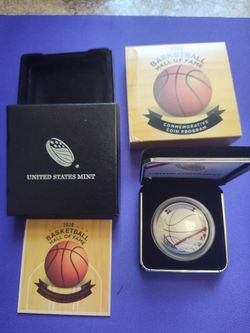 2020
BASKETBALL
HALL OF FAME
COMMEMORATIVE
COIN PROGRAM
UNITED STATES MINT
2020
BASKETBALL
HALL OF FAME